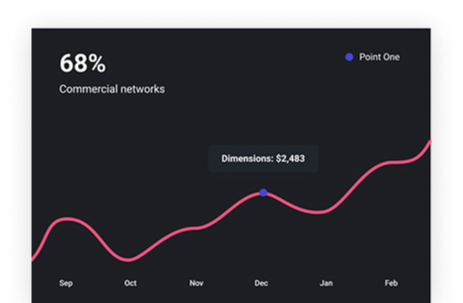 68%
Point One
Commercial networks
Dimensions: $2,483
Sep Oct Nov Dec Jan Feb